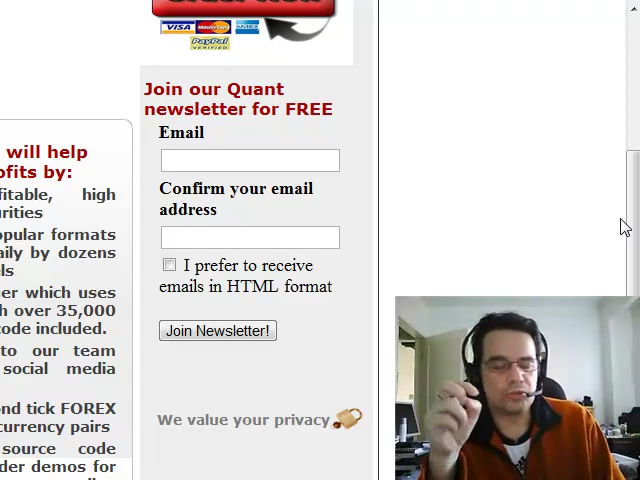 VISA MasterCard AMEX
PayPal
VERIFIED
Join our Quant
newsletter for FREE
Email
Confirm your email
address
I prefer to receive
emails in HTML format
Join Newsletter!
We value your privacy
will help
ofits by:
fitable, high
urities
opular formats
aily by dozens
els
er which uses
h over 35,000
code included.
to our team
social media
ond tick FOREX
currency pairs
source code
der demos for